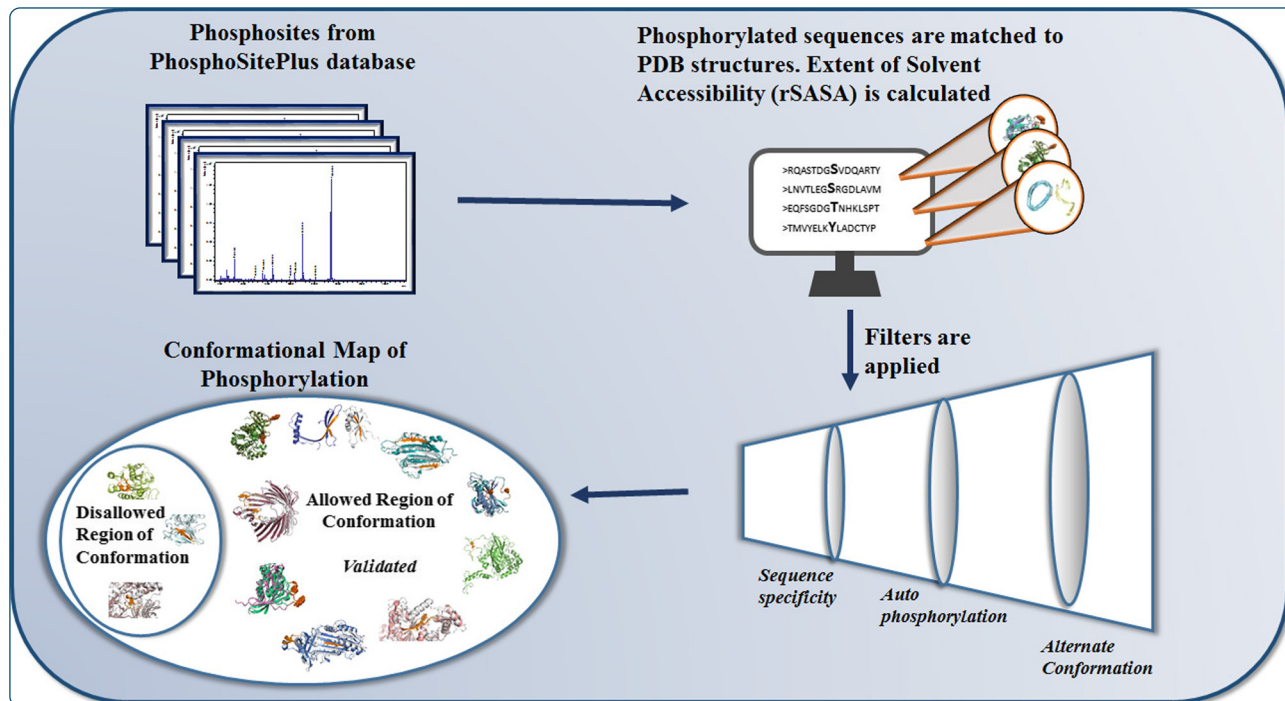 Phosphosites from
PhosphoSitePlus database
Phosphorylated sequences are matched to
PDB structures. Extent of Solvent
Accessibility (rSASA) is calculated
>RQASTDGSVDQARTY
>LNVTLEGSRGDLAVM
>EQFSGDGTNHKLSPT
>TMVYELKYLADCTYP
Filters are
applied
Sequence
specificity
Auto
phosphorylation
Alternate
Conformation
Conformational Map of
Phosphorylation
Disallowed
Region of
Conformation
Allowed Region of
Conformation
Validated